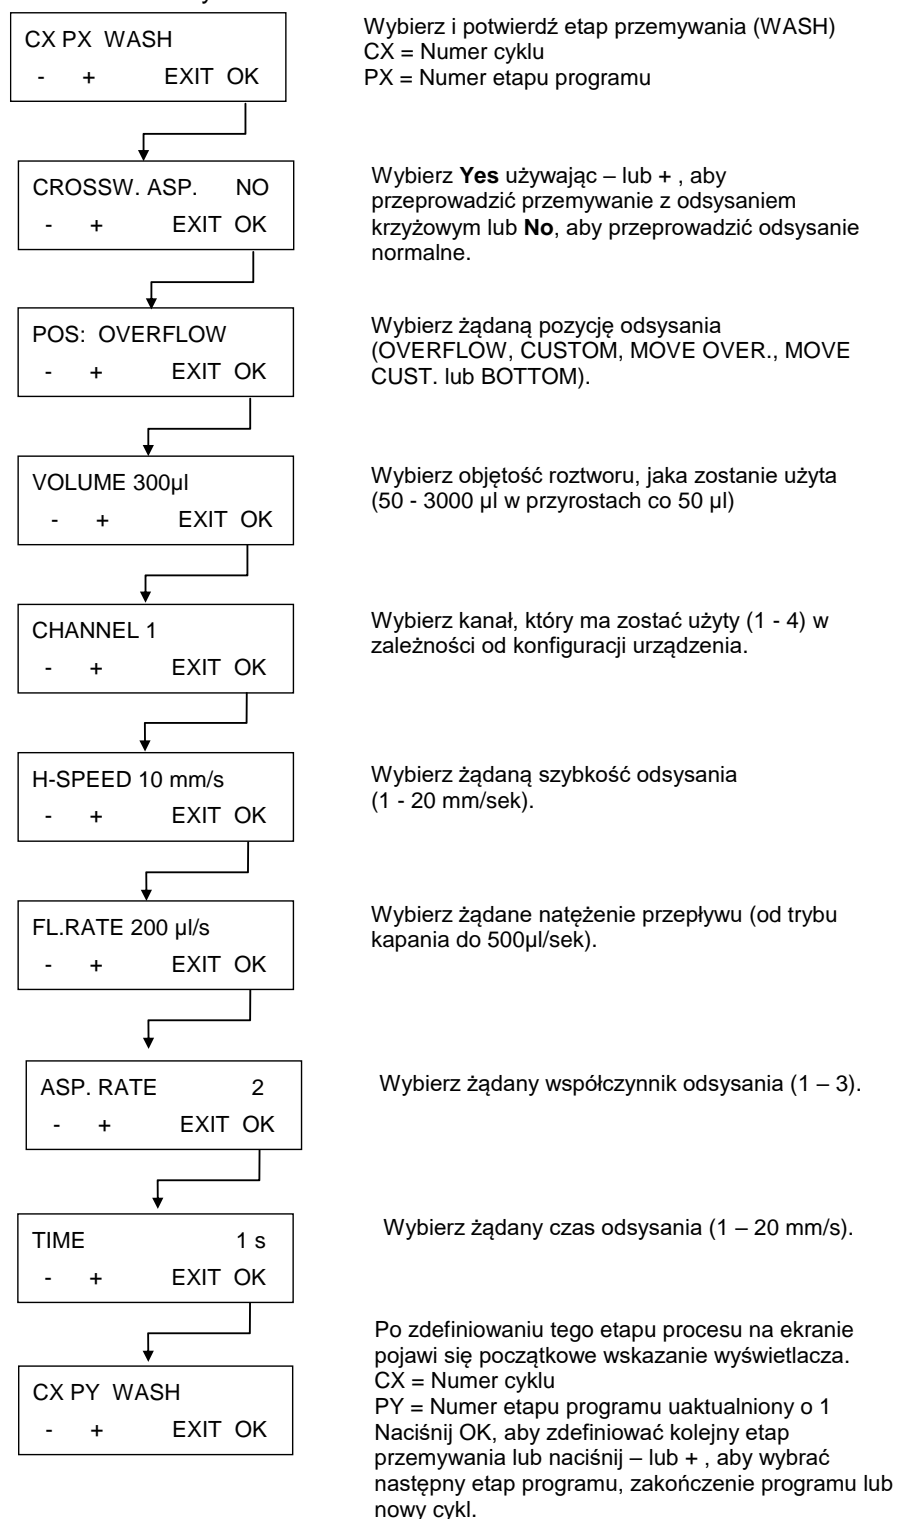 CX PX WASH
- + EXIT OK
Wybierz i potwierdź etap przemywania (WASH)
CX = Numer cyklu
PX = Numer etapu programu
CROSSW. ASP. NO
- + EXIT OK
Wybierz Yes używając – lub + , aby
przeprowadzić przemywanie z odsysaniem
krzyżowym lub No, aby przeprowadzić odsysanie
normalne.
POS: OVERFLOW
- + EXIT OK
Wybierz żądaną pozycję odsysania
(OVERFLOW, CUSTOM, MOVE OVER., MOVE
CUST. lub BOTTOM).
VOLUME 300µl
- + EXIT OK
Wybierz objętość roztworu, jaka zostanie użyta
(50 - 3000 µl w przyrostach co 50 µl)
CHANNEL 1
- + EXIT OK
Wybierz kanał, który ma zostać użyty (1 - 4) w
zależności od konfiguracji urządzenia.
H-SPEED 10 mm/s
- + EXIT OK
Wybierz żądaną szybkość odsysania
(1 - 20 mm/sek).
FL.RATE 200 µl/s
- + EXIT OK
Wybierz żądane natężenie przepływu (od trybu
kapania do 500µl/sek).
ASP. RATE 2
- + EXIT OK
Wybierz żądany współczynnik odsysania (1 – 3).
TIME 1 s
- + EXIT OK
Wybierz żądany czas odsysania (1 – 20 mm/s).
CX PY WASH
- + EXIT OK
Po zdefiniowaniu tego etapu procesu na ekranie
pojawi się początkowe wskazanie wyświetlacza.
CX = Numer cyklu
PY = Numer etapu programu uaktualniony o 1
Naciśnij OK, aby zdefiniować kolejny etap
przemywania lub naciśnij – lub + , aby wybrać
następny etap programu, zakończenie programu lub
nowy cykl.